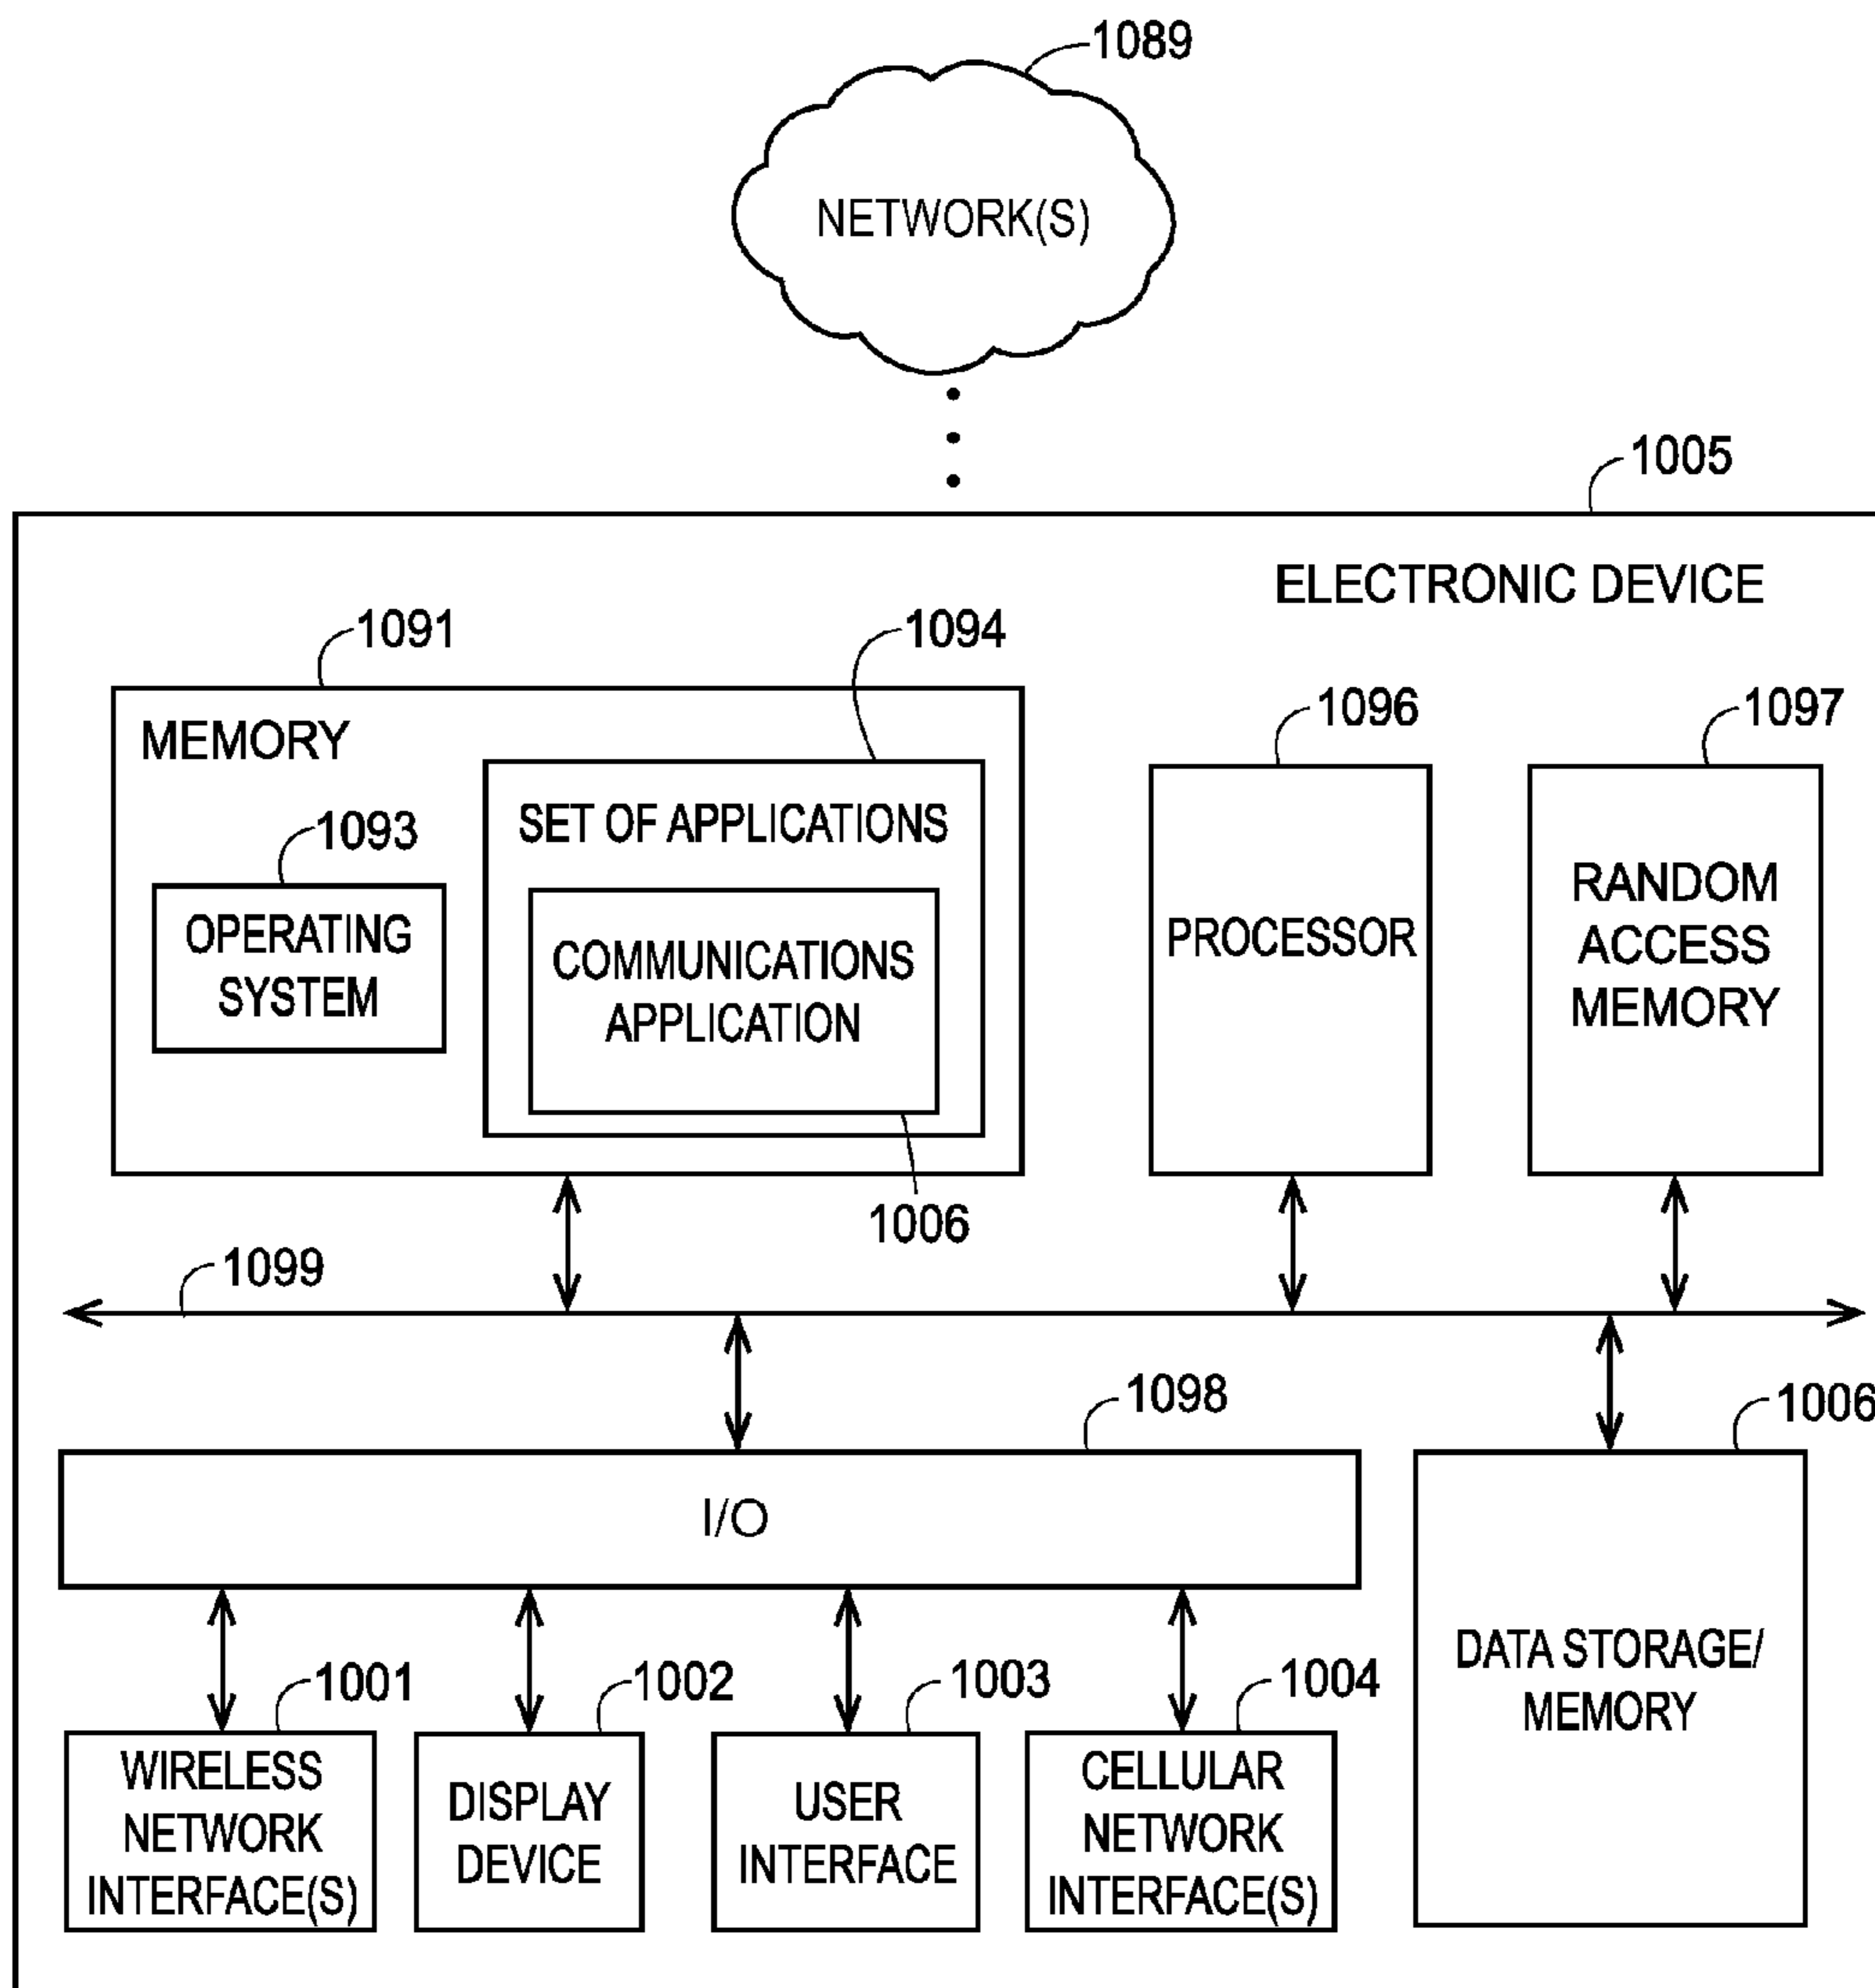 1089
NETWORK(S)
1005
ELECTRONIC DEVICE
1091
1094
MEMORY
1096
1097
SET OF APPLICATIONS
1093
OPERATING
SYSTEM
COMMUNICATIONS
APPLICATION
PROCESSOR
RANDOM
ACCESS
MEMORY
1006
1099
1098
1006
I/O
DATA STORAGE/
MEMORY
1001
1002
1003
1004
WIRELESS
NETWORK
INTERFACE(S)
DISPLAY
DEVICE
USER
INTERFACE
CELLULAR
NETWORK
INTERFACE(S)